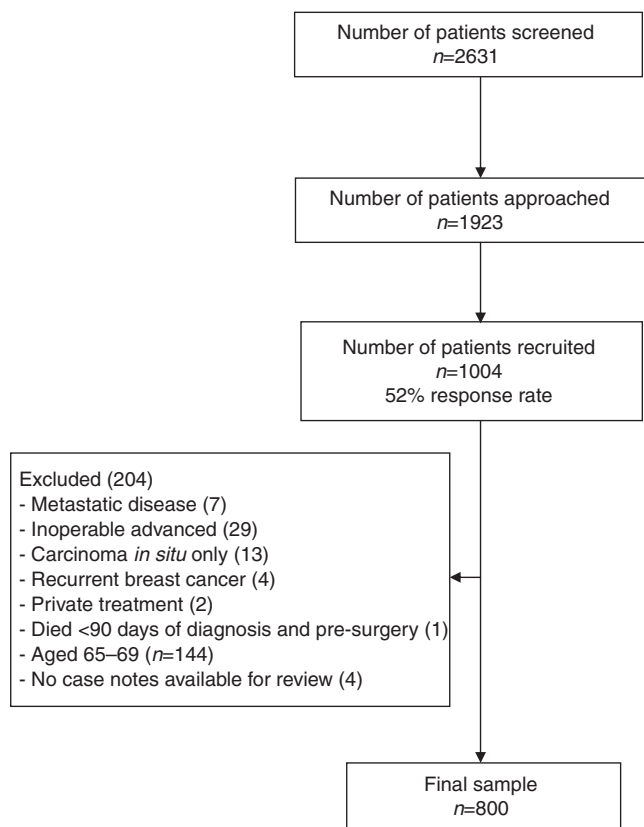 Number of patients screened
n=2631
Number of patients approached
n=1923
Number of patients recruited
n=1004
52% response rate
Excluded (204)
- Metastatic disease (7)
- Inoperable advanced (29)
- Carcinoma in situ only (13)
- Recurrent breast cancer (4)
- Private treatment (2)
- Died <90 days of diagnosis and pre-surgery (1)
- Aged 65–69 (n=144)
- No case notes available for review (4)
Final sample
n=800